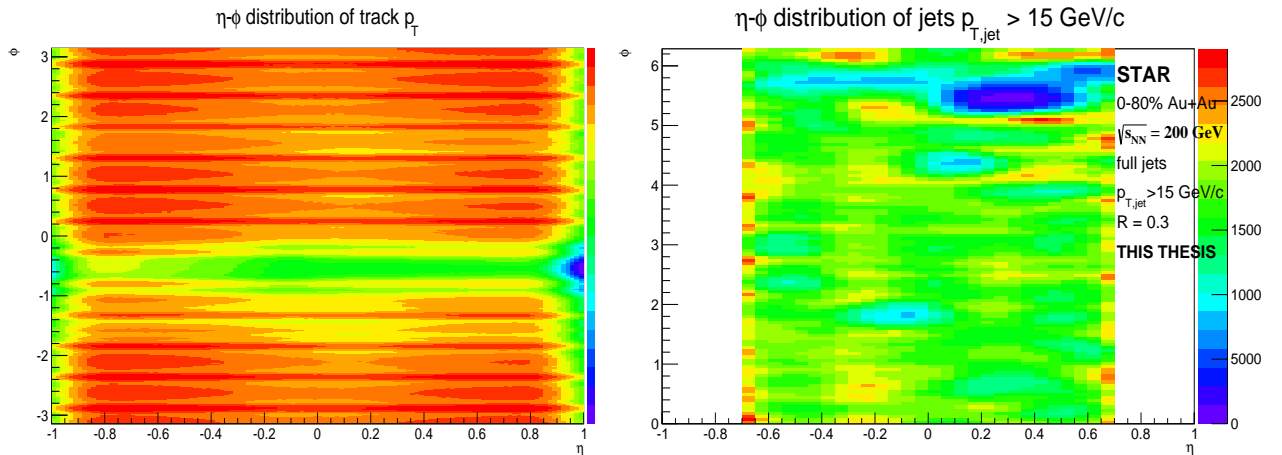 η-φ distribution of track p_T
φ
3
2
1
0
-1
-2
-3
-1 -0.8 -0.6 -0.4 -0.2 0 0.2 0.4 0.6 0.8 1
η
η-φ distribution of jets p_T,jet > 15 GeV/c
φ
6
5
4
3
2
1
0
-1 -0.8 -0.6 -0.4 -0.2 0 0.2 0.4 0.6 0.8 1
η
STAR
0-80% Au+Au
√s_NN = 200 GeV
full jets
p_T,jet>15 GeV/c
R = 0.3
THIS THESIS
2500
2000
1500
1000
5000
0